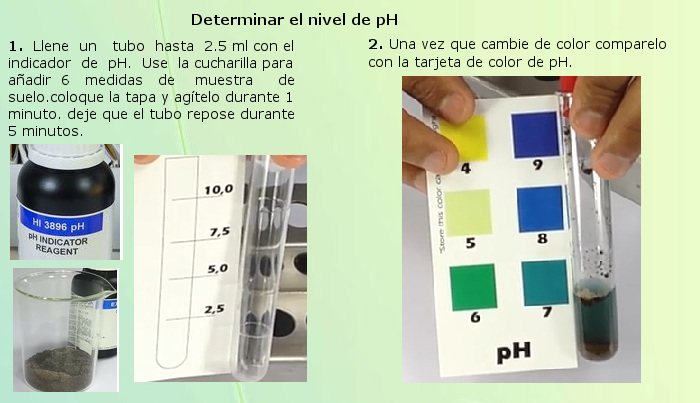 Determinar el nivel de pH
1. Llene un tubo hasta 2.5 ml con el
indicador de pH. Use la cucharilla para
añadir 6 medidas de muestra de
suelo.coloque la tapa y agítelo durante 1
minuto. deje que el tubo repose durante
5 minutos.
HI 3896 pH
pH INDICATOR
REAGENT
10,0
7,5
5,0
2,5
2. Una vez que cambie de color comparelo
con la tarjeta de color de pH.
4 9
5 8
6 7
pH
"Store this color